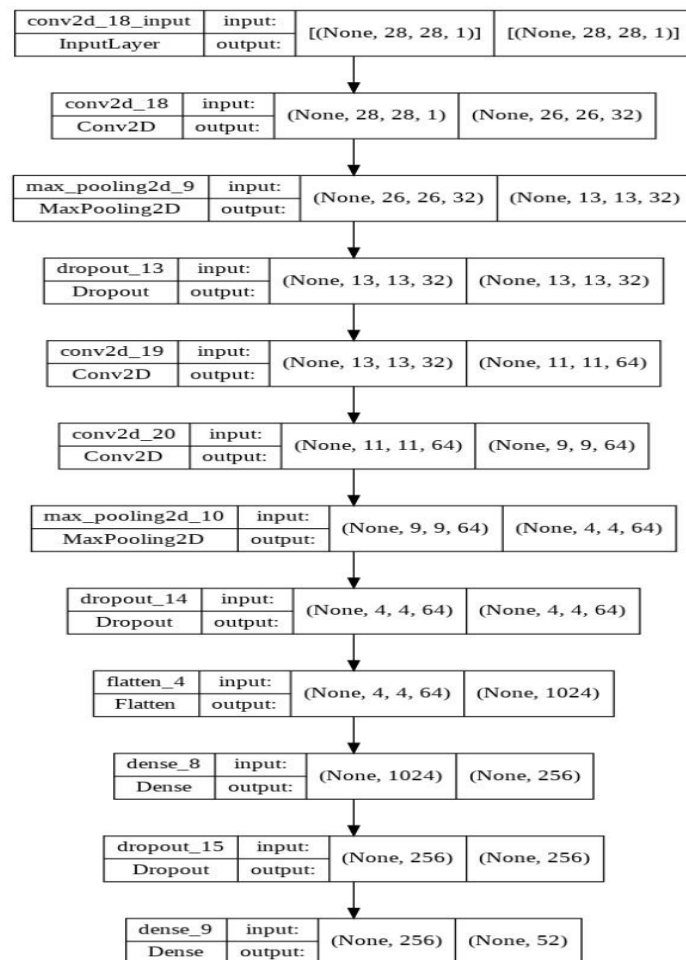 conv2d_18_input input: [(None, 28, 28, 1)] [(None, 28, 28, 1)]
InputLayer output:
conv2d_18 input: (None, 28, 28, 1) (None, 26, 26, 32)
Conv2D output:
max_pooling2d_9 input: (None, 26, 26, 32) (None, 13, 13, 32)
MaxPooling2D output:
dropout_13 input: (None, 13, 13, 32) (None, 13, 13, 32)
Dropout output:
conv2d_19 input: (None, 13, 13, 32) (None, 11, 11, 64)
Conv2D output:
conv2d_20 input: (None, 11, 11, 64) (None, 9, 9, 64)
Conv2D output:
max_pooling2d_10 input: (None, 9, 9, 64) (None, 4, 4, 64)
MaxPooling2D output:
dropout_14 input: (None, 4, 4, 64) (None, 4, 4, 64)
Dropout output:
flatten_4 input: (None, 4, 4, 64) (None, 1024)
Flatten output:
dense_8 input: (None, 1024) (None, 256)
Dense output:
dropout_15 input: (None, 256) (None, 256)
Dropout output:
dense_9 input: (None, 256) (None, 52)
Dense output: